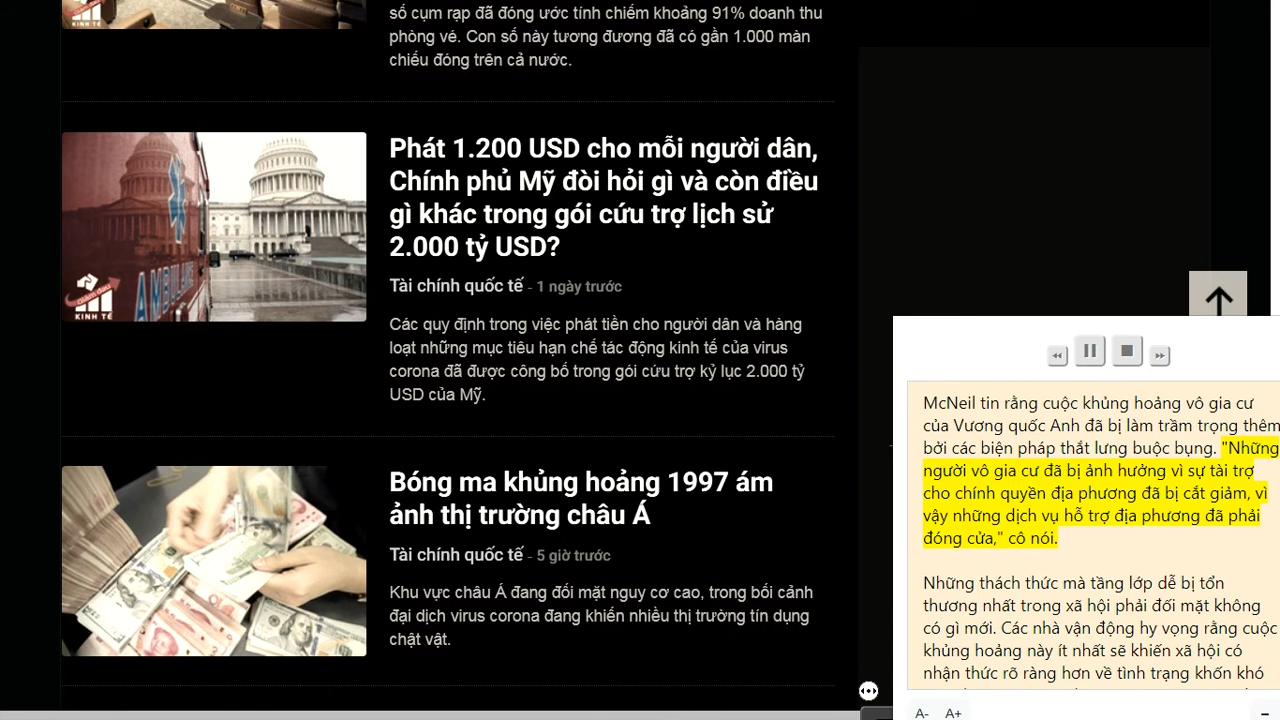 số cụm rạp đã đóng ước tính chiếm khoảng 91% doanh thu
phòng vé. Con số này tương đương đã có gần 1.000 màn
chiếu đóng trên cả nước.
KINH TẾ
Phát 1.200 USD cho mỗi người dân,
Chính phủ Mỹ đòi hỏi gì và còn điều
gì khác trong gói cứu trợ lịch sử
2.000 tỷ USD?
Tài chính quốc tế - 1 ngày trước
Các quy định trong việc phát tiền cho người dân và hàng
loạt những mục tiêu hạn chế tác động kinh tế của virus
corona đã được công bố trong gói cứu trợ kỷ lục 2.000 tỷ
USD của Mỹ.
AMBULANCE
GIẢM ĐAU
KINH TẾ
Bóng ma khủng hoảng 1997 ám
ảnh thị trường châu Á
Tài chính quốc tế - 5 giờ trước
Khu vực châu Á đang đối mặt nguy cơ cao, trong bối cảnh
đại dịch virus corona đang khiến nhiều thị trường tín dụng
chật vật.
McNeil tin rằng cuộc khủng hoảng vô gia cư
của Vương quốc Anh đã bị làm trầm trọng thêm
bởi các biện pháp thắt lưng buộc bụng. "Những
người vô gia cư đã bị ảnh hưởng vì sự tài trợ
cho chính quyền địa phương đã bị cắt giảm, vì
vậy những dịch vụ hỗ trợ địa phương đã phải
đóng cửa," cô nói.
Những thách thức mà tầng lớp dễ bị tổn
thương nhất trong xã hội phải đối mặt không
có gì mới. Các nhà vận động hy vọng rằng cuộc
khủng hoảng này ít nhất sẽ khiến xã hội có
nhận thức rõ ràng hơn về tình trạng khốn khó
A- A+